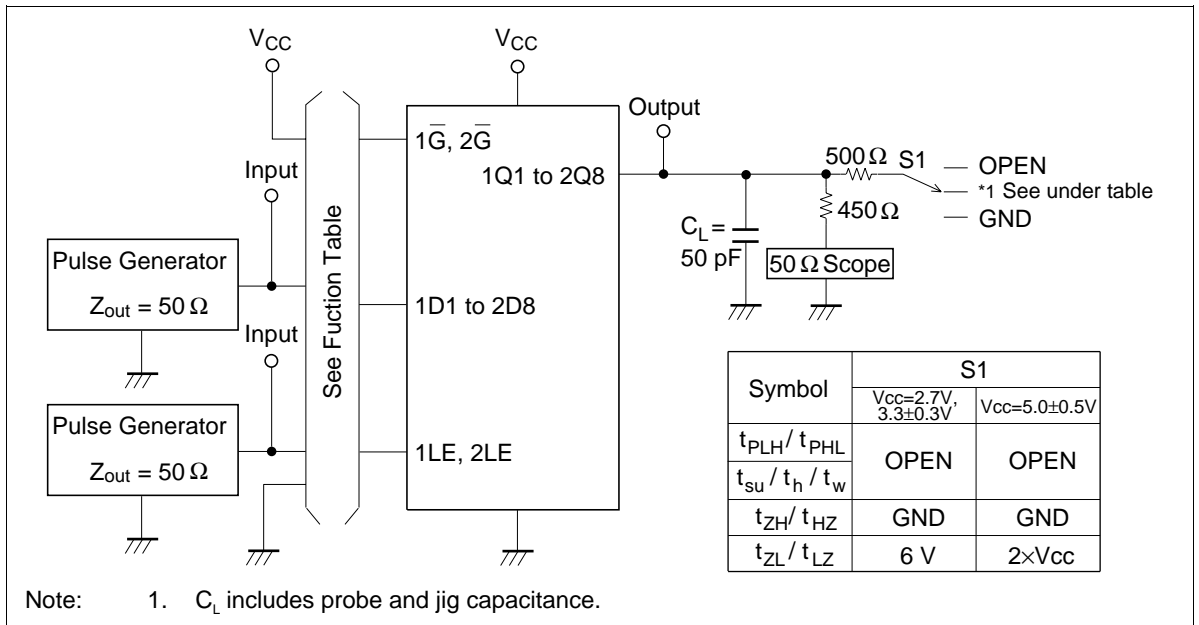 VCC
VCC
Output
1G̅, 2G̅
Input
1Q1 to 2Q8
500 Ω
S1
OPEN
*1 See under table
GND
450 Ω
CL =
50 pF
50 Ω Scope
Pulse Generator
Zout = 50 Ω
See Fuction Table
1D1 to 2D8
Input
Pulse Generator
Zout = 50 Ω
1LE, 2LE
Symbol
S1
Vcc=2.7V,
3.3±0.3V
Vcc=5.0±0.5V
tPLH / tPHL
OPEN
OPEN
tsu / th / tw
tZH / tHZ
GND
GND
tZL / tLZ
6 V
2×Vcc
Note: 1. CL includes probe and jig capacitance.